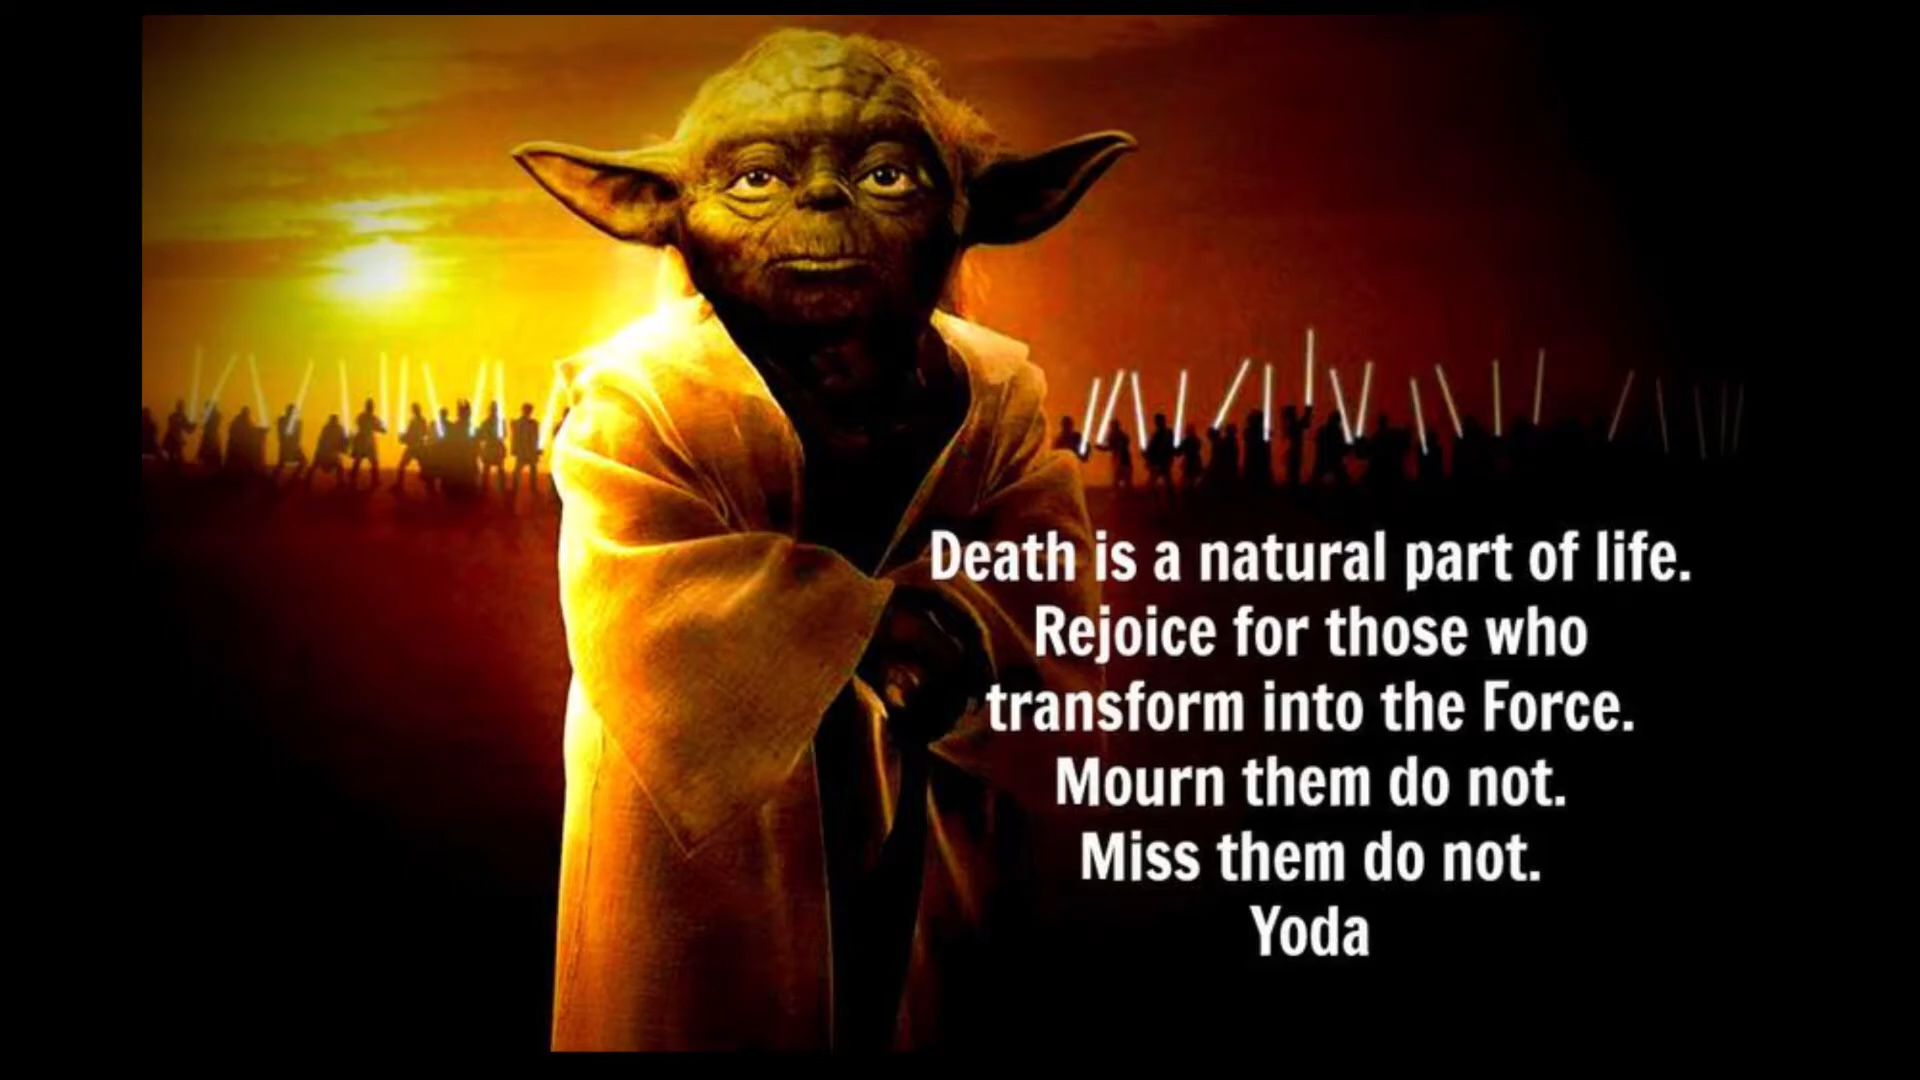 Death is a natural part of life.
Rejoice for those who
transform into the Force.
Mourn them do not.
Miss them do not.
Yoda